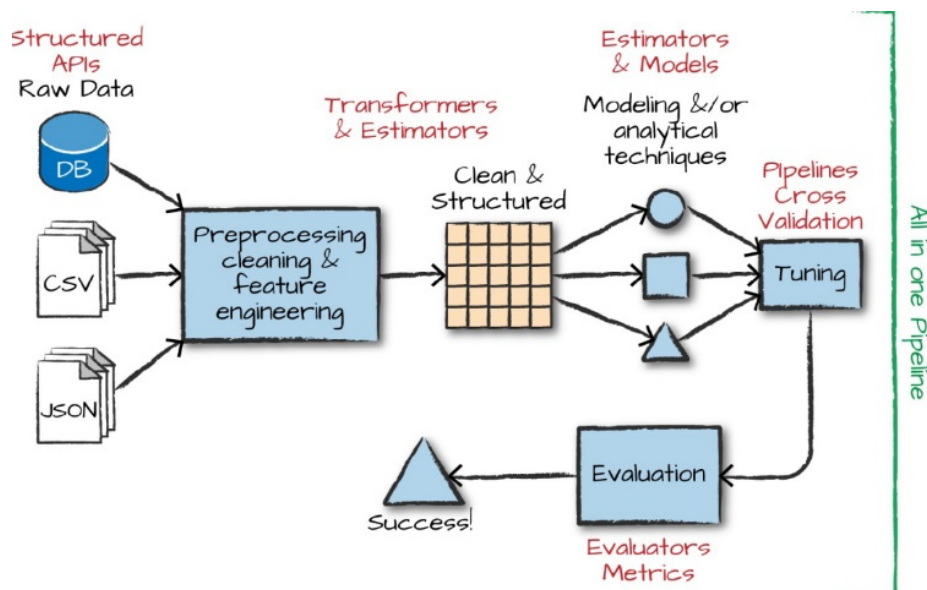 Structured
APIs
Raw Data
DB
CSV
JSON
Preprocessing
cleaning &
feature
engineering
Transformers
& Estimators
Clean &
Structured
Estimators
& Models
Modeling &/or
analytical
techniques
Pipelines
Cross
Validation
Tuning
Evaluation
Evaluators
Metrics
Success!
All in one Pipeline